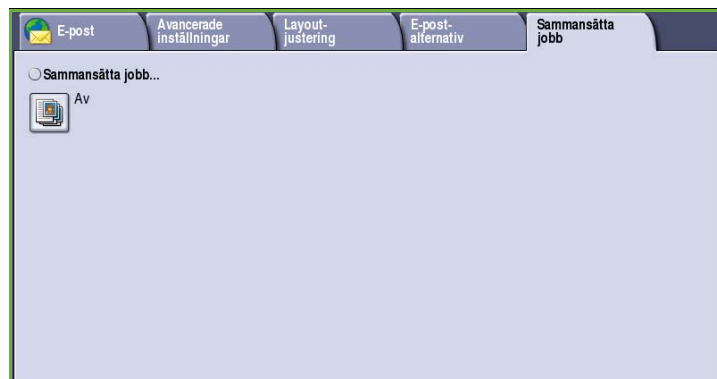 E-post
Avancerade
inställningar
Layout-
justering
E-post-
alternativ
Sammansätta
jobb
Sammansätta jobb...
Av